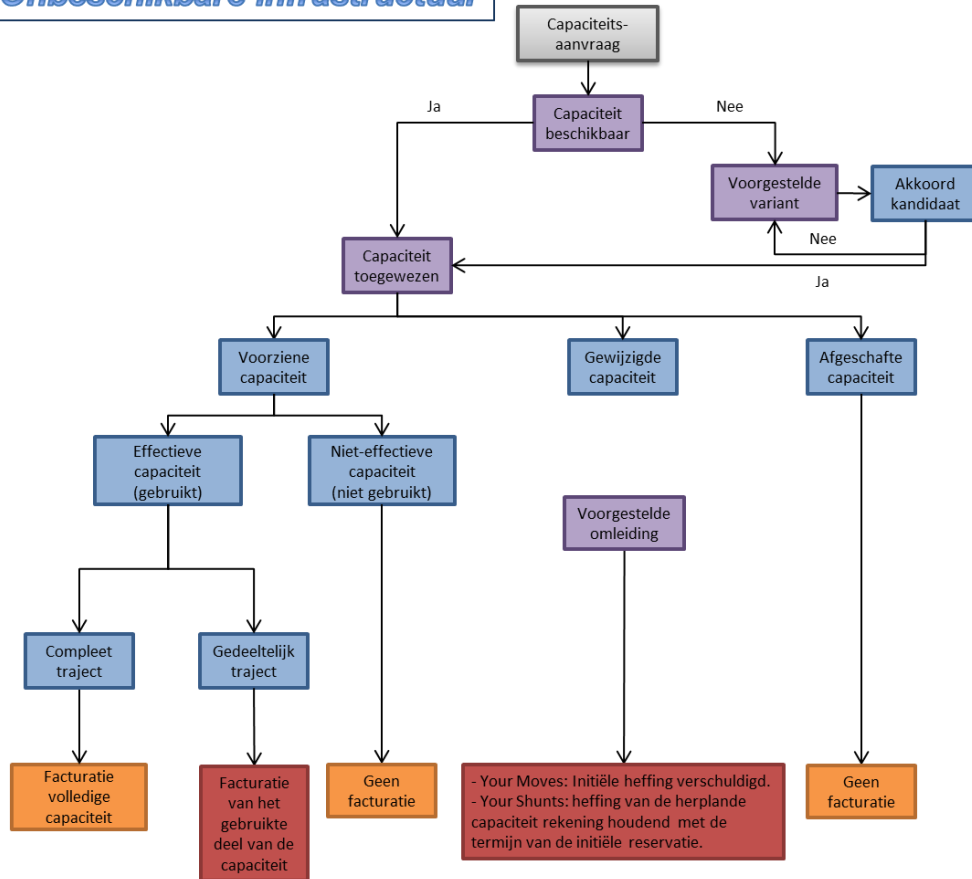 Onbeschikbare infrastructuur
Capaciteits-
aanvraag
Ja
Capaciteit
beschikbaar
Nee
Voorgestelde
variant
Akkoord
kandidaat
Nee
Capaciteit
toegewezen
Ja
Voorziene
capaciteit
Gewijzigde
capaciteit
Afgeschafte
capaciteit
Effectieve
capaciteit
(gebruikt)
Niet-effectieve
capaciteit
(niet gebruikt)
Voorgestelde
omleiding
Compleet
traject
Gedeeltelijk
traject
Facturatie
volledige
capaciteit
Facturatie
van het
gebruikte
deel van de
capaciteit
Geen
facturatie
- Your Moves: Initiële heffing verschuldigd.
- Your Shunts: heffing van de herplande
capaciteit rekening houdend met de
termijn van de initiële reservatie.
Geen
facturatie